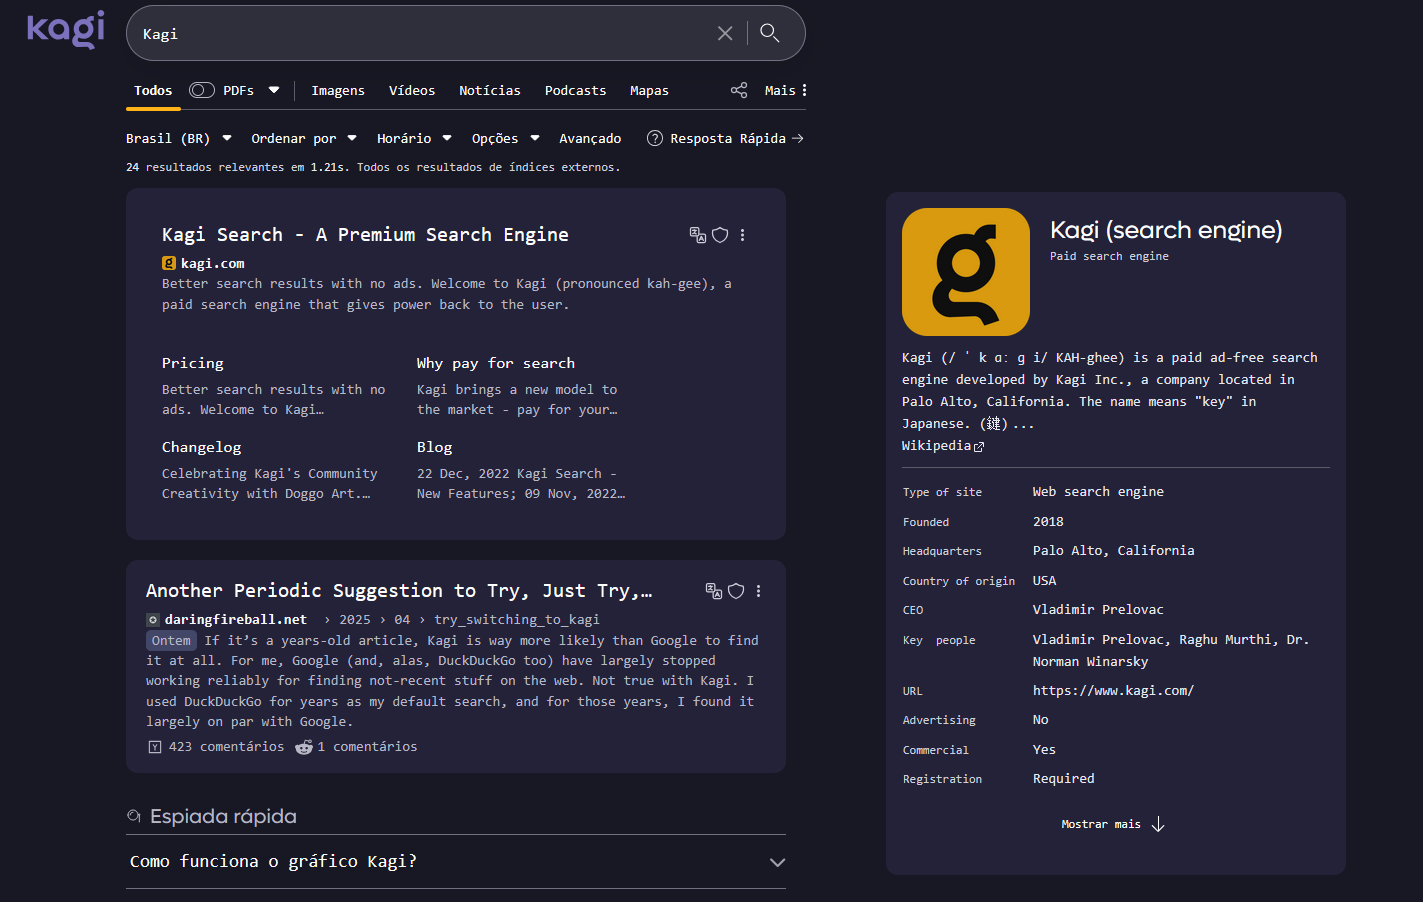 kagi
Kagi
Todos PDFs Imagens Vídeos Notícias Podcasts Mapas Mais
Brasil (BR) Ordenar por Horário Opções Avançado Resposta Rápida
24 resultados relevantes em 1.21s. Todos os resultados de índices externos.
Kagi Search - A Premium Search Engine
kagi.com
Better search results with no ads. Welcome to Kagi (pronounced kah-gee), a
paid search engine that gives power back to the user.
Pricing
Better search results with no
ads. Welcome to Kagi…
Why pay for search
Kagi brings a new model to
the market - pay for your…
Changelog
Celebrating Kagi's Community
Creativity with Doggo Art.…
Blog
22 Dec, 2022 Kagi Search -
New Features; 09 Nov, 2022…
Another Periodic Suggestion to Try, Just Try,…
daringfireball.net › 2025 › 04 › try_switching_to_kagi
Ontem If it’s a years-old article, Kagi is way more likely than Google to find
it at all. For me, Google (and, alas, DuckDuckGo too) have largely stopped
working reliably for finding not-recent stuff on the web. Not true with Kagi. I
used DuckDuckGo for years as my default search, and for those years, I found it
largely on par with Google.
423 comentários 1 comentários
Espiada rápida
Como funciona o gráfico Kagi?
Kagi (search engine)
Paid search engine
Kagi (/ ˈ k ɑː ɡ i/ KAH-ghee) is a paid ad-free search
engine developed by Kagi Inc., a company located in
Palo Alto, California. The name means "key" in
Japanese. (鍵)...
Wikipedia
Type of site Web search engine
Founded 2018
Headquarters Palo Alto, California
Country of origin USA
CEO Vladimir Prelovac
Key people Vladimir Prelovac, Raghu Murthi, Dr.
Norman Winarsky
URL https://www.kagi.com/
Advertising No
Commercial Yes
Registration Required
Mostrar mais